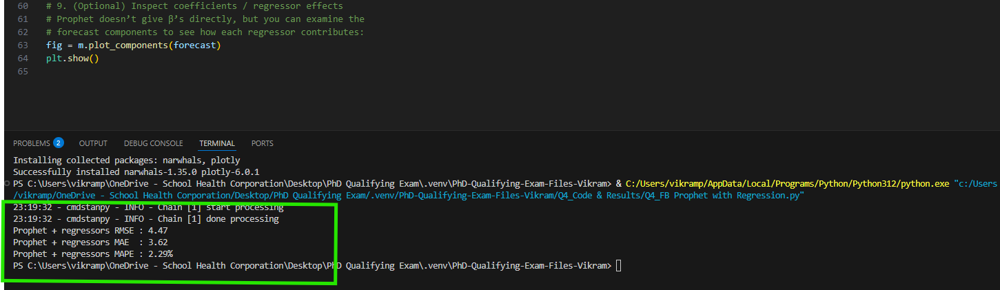 60 # 9. (Optional) Inspect coefficients / regressor effects
61 # Prophet doesn’t give β’s directly, but you can examine the
62 # forecast components to see how each regressor contributes:
63 fig = m.plot_components(forecast)
64 plt.show()
65
PROBLEMS 2 OUTPUT DEBUG CONSOLE TERMINAL PORTS
Installing collected packages: narwhals, plotly
Successfully installed narwhals-1.35.0 plotly-6.0.1
PS C:\Users\vikramp\OneDrive - School Health Corporation\Desktop\PhD Qualifying Exam\.venv\PhD-Qualifying-Exam-Files-Vikram> & C:/Users/vikramp/AppData/Local/Programs/Python/Python312/python.exe "c:/Users
/vikramp/OneDrive - School Health Corporation/Desktop/PhD Qualifying Exam/.venv/PhD-Qualifying-Exam-Files-Vikram/Q4_Code & Results/Q4_FB Prophet with Regression.py"
23:19:32 - cmdstanpy - INFO - Chain [1] start processing
23:19:32 - cmdstanpy - INFO - Chain [1] done processing
Prophet + regressors RMSE : 4.47
Prophet + regressors MAE  : 3.62
Prophet + regressors MAPE : 2.29%
PS C:\Users\vikramp\OneDrive - School Health Corporation\Desktop\PhD Qualifying Exam\.venv\PhD-Qualifying-Exam-Files-Vikram>